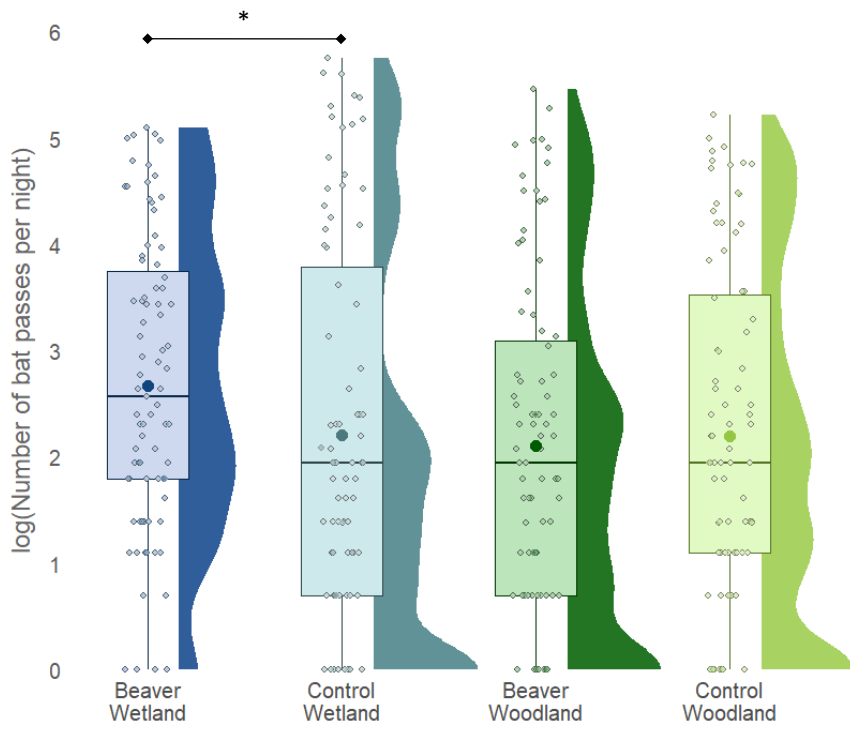 *
6
5
4
3
2
1
0
log(Number of bat passes per night)
Beaver
Wetland
Control
Wetland
Beaver
Woodland
Control
Woodland